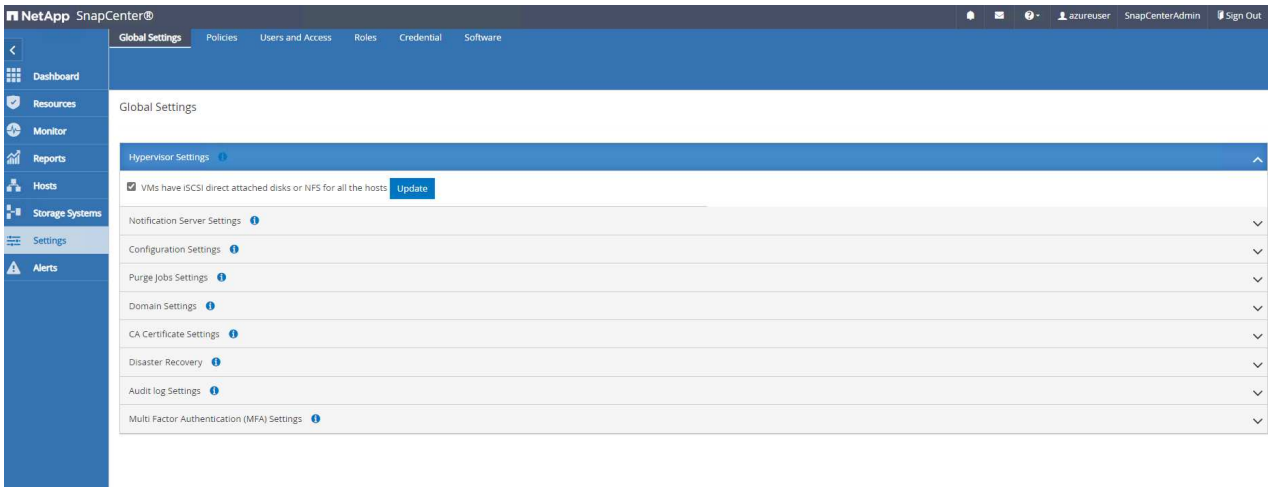 NetApp SnapCenter®
azureuser SnapCenterAdmin Sign Out
Global Settings Policies Users and Access Roles Credential Software
Dashboard
Resources
Monitor
Reports
Hosts
Storage Systems
Settings
Alerts
Global Settings
Hypervisor Settings
VMs have iSCSI direct attached disks or NFS for all the hosts Update
Notification Server Settings
Configuration Settings
Purge Jobs Settings
Domain Settings
CA Certificate Settings
Disaster Recovery
Audit log Settings
Multi Factor Authentication (MFA) Settings